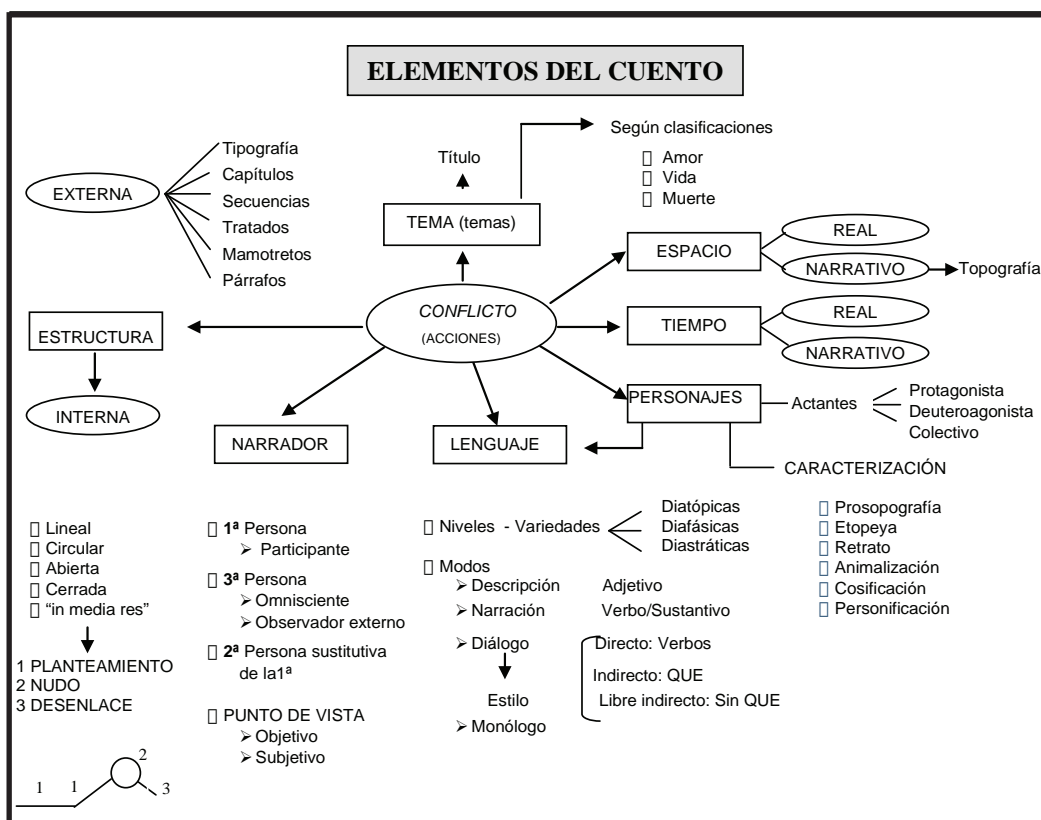 ELEMENTOS DEL CUENTO
Según clasificaciones
Amor
Vida
Muerte
Título
TEMA (temas)
EXTERNA
Tipografía
Capítulos
Secuencias
Tratados
Mamotretos
Párrafos
ESPACIO
REAL
NARRATIVO
Topografía
CONFLICTO
(ACCIONES)
TIEMPO
REAL
NARRATIVO
ESTRUCTURA
INTERNA
PERSONAJES
Actantes
Protagonista
Deuteroagonista
Colectivo
NARRADOR
LENGUAJE
CARACTERIZACIÓN
Lineal
Circular
Abierta
Cerrada
“in media res”
1 PLANTEAMIENTO
2 NUDO
3 DESENLACE
1 1 2 3
1ª Persona
Participante
3ª Persona
Omnisciente
Observador externo
2ª Persona sustitutiva
de la1ª
PUNTO DE VISTA
Objetivo
Subjetivo
Niveles - Variedades
Diatópicas
Diafásicas
Diastráticas
Modos
Descripción Adjetivo
Narración Verbo/Sustantivo
Diálogo Directo: Verbos
Indirecto: QUE
Estilo Libre indirecto: Sin QUE
Monólogo
Prosopografía
Etopeya
Retrato
Animalización
Cosificación
Personificación